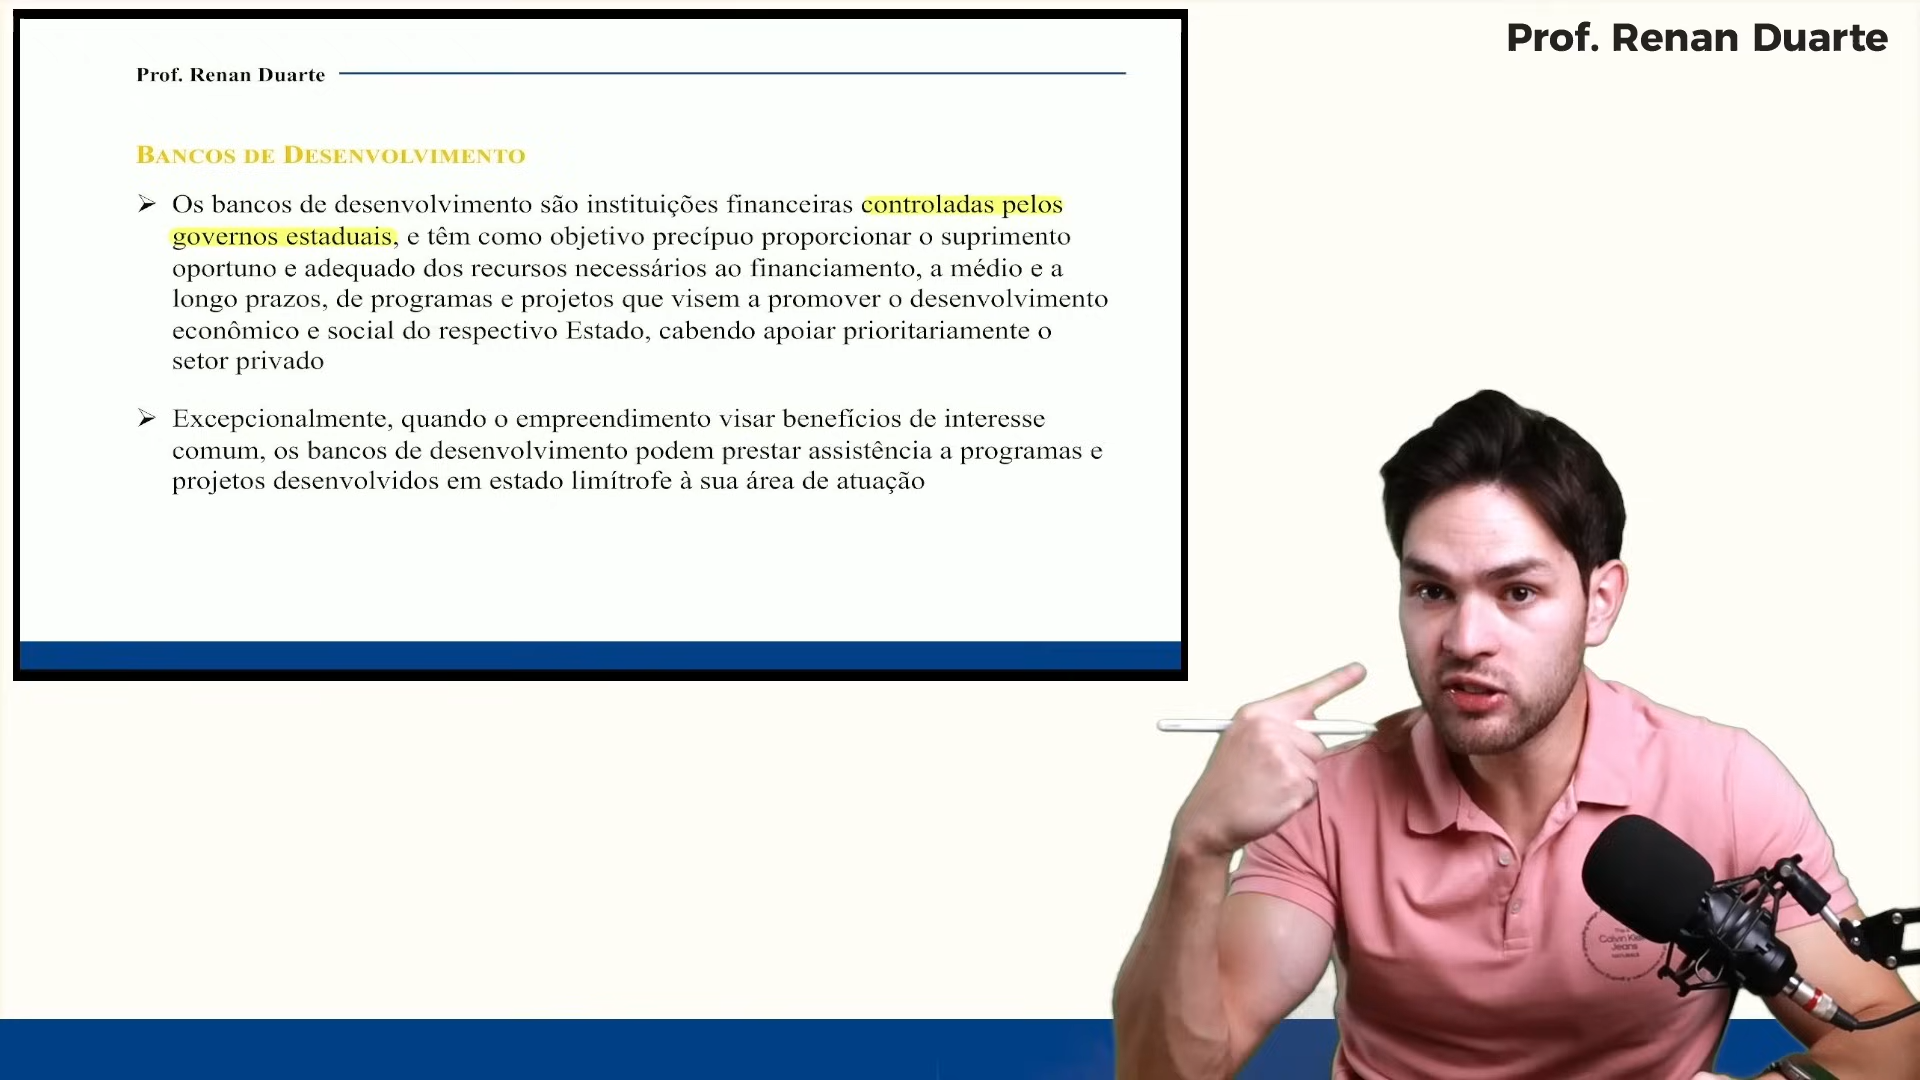 Prof. Renan Duarte
Prof. Renan Duarte
BANCOS DE DESENVOLVIMENTO
➢ Os bancos de desenvolvimento são instituições financeiras controladas pelos
governos estaduais, e têm como objetivo precípuo proporcionar o suprimento
oportuno e adequado dos recursos necessários ao financiamento, a médio e a
longo prazos, de programas e projetos que visem a promover o desenvolvimento
econômico e social do respectivo Estado, cabendo apoiar prioritariamente o
setor privado
➢ Excepcionalmente, quando o empreendimento visar benefícios de interesse
comum, os bancos de desenvolvimento podem prestar assistência a programas e
projetos desenvolvidos em estado limítrofe à sua área de atuação
Calvin Klein
Jeans